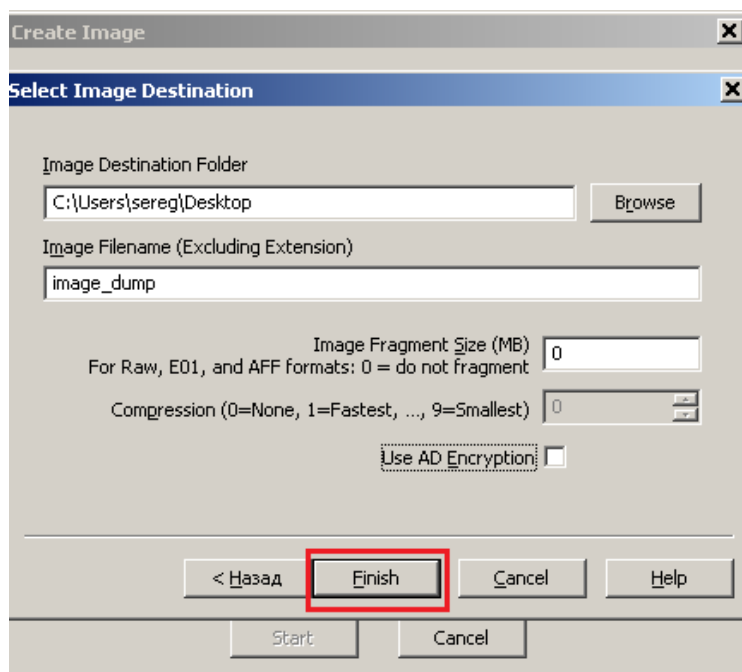 Create Image
Select Image Destination
Image Destination Folder
C:\Users\sereg\Desktop
Browse
Image Filename (Excluding Extension)
image_dump
Image Fragment Size (MB)
For Raw, E01, and AFF formats: 0 = do not fragment
0
Compression (0=None, 1=Fastest, ..., 9=Smallest)
0
Use AD Encryption
< Назад
Finish
Cancel
Help
Start
Cancel